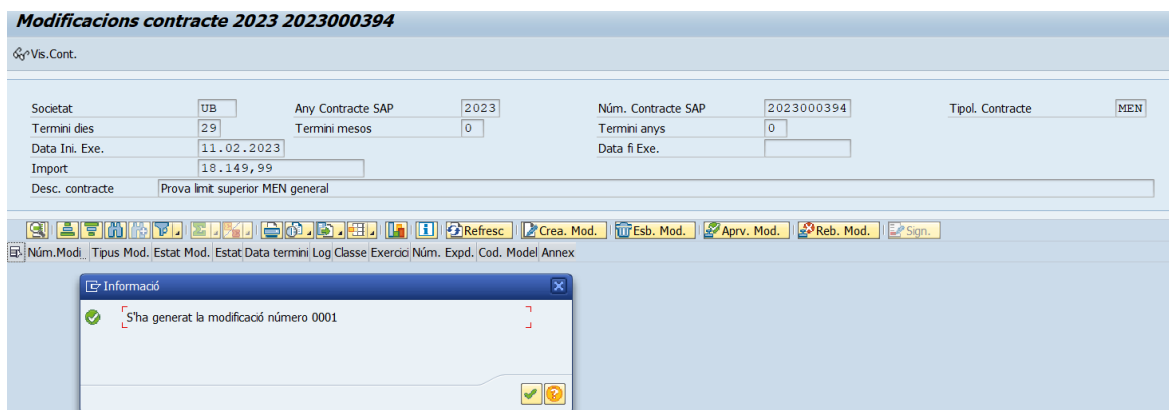 Modificacions contracte 2023 2023000394
Vis.Cont.
Societat UB Any Contracte SAP 2023 Núm. Contracte SAP 2023000394 Tipol. Contracte MEN
Termini dies 29 Termini mesos 0 Termini anys 0
Data Ini. Exe. 11.02.2023 Data fi Exe.
Import 18.149,99
Desc. contracte Prova limit superior MEN general
Refresc Crea. Mod. Esb. Mod. Aprv. Mod. Reb. Mod. Sign.
Núm.Modi.. Tipus Mod. Estat Mod. Estat Data termini Log Classe Exercici Núm. Expd. Cod. Model Annex
Informació
S'ha generat la modificació número 0001